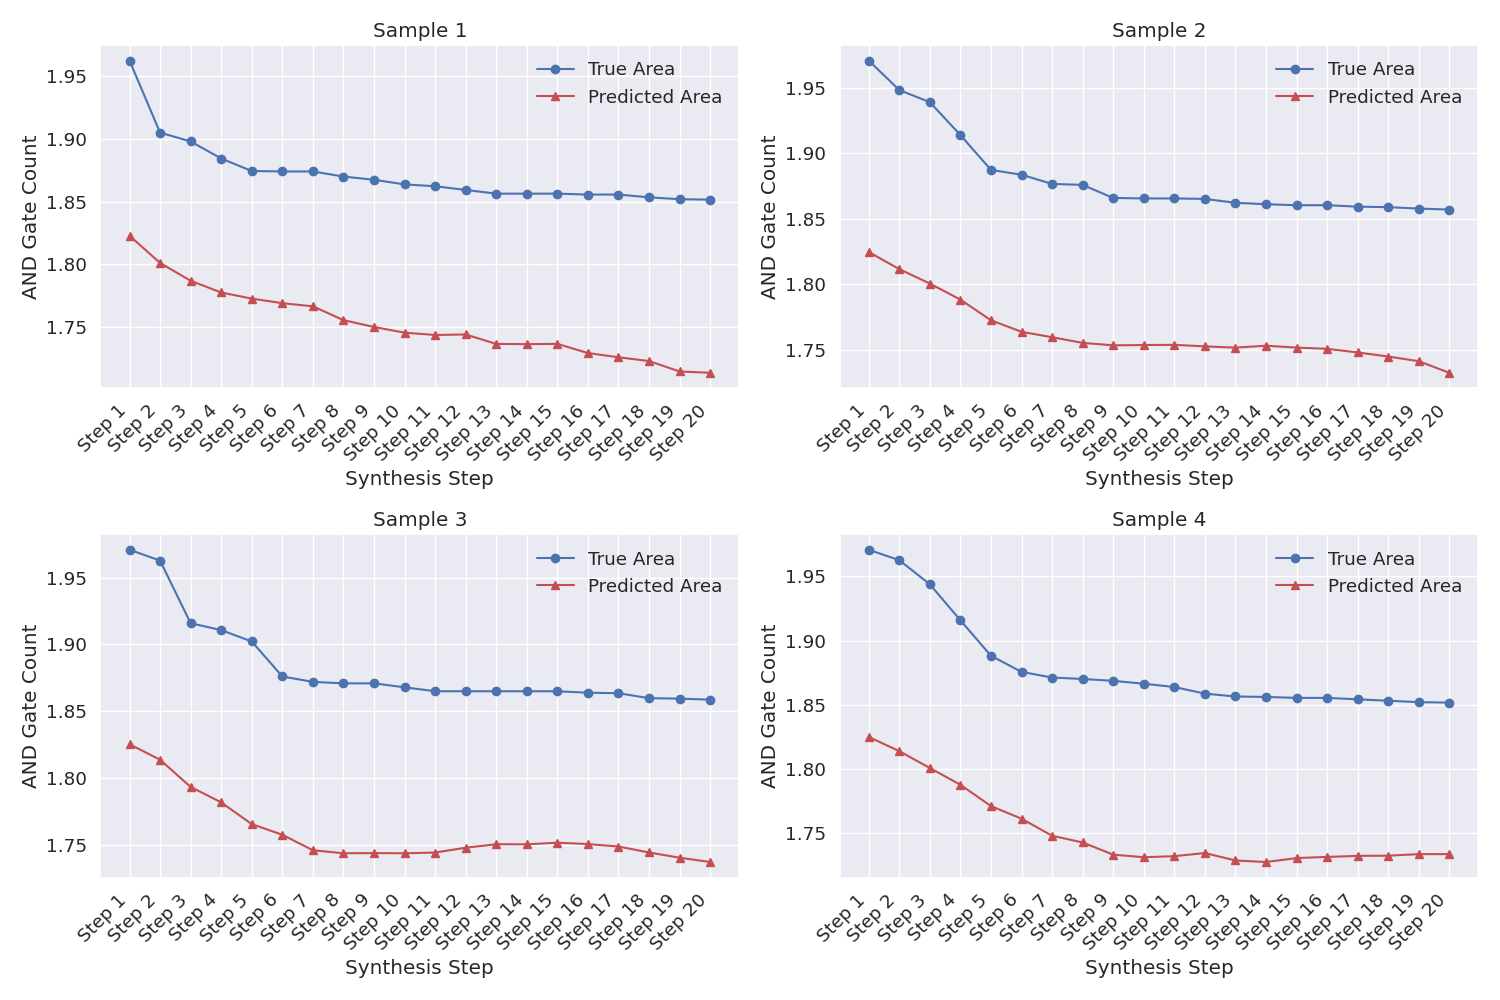 Sample 1
True Area
Predicted Area
AND Gate Count
1.95
1.90
1.85
1.80
1.75
Step 1
Step 2
Step 3
Step 4
Step 5
Step 6
Step 7
Step 8
Step 9
Step 10
Step 11
Step 12
Step 13
Step 14
Step 15
Step 16
Step 17
Step 18
Step 19
Step 20
Synthesis Step
Sample 2
True Area
Predicted Area
AND Gate Count
1.95
1.90
1.85
1.80
1.75
Step 1
Step 2
Step 3
Step 4
Step 5
Step 6
Step 7
Step 8
Step 9
Step 10
Step 11
Step 12
Step 13
Step 14
Step 15
Step 16
Step 17
Step 18
Step 19
Step 20
Synthesis Step
Sample 3
True Area
Predicted Area
AND Gate Count
1.95
1.90
1.85
1.80
1.75
Step 1
Step 2
Step 3
Step 4
Step 5
Step 6
Step 7
Step 8
Step 9
Step 10
Step 11
Step 12
Step 13
Step 14
Step 15
Step 16
Step 17
Step 18
Step 19
Step 20
Synthesis Step
Sample 4
True Area
Predicted Area
AND Gate Count
1.95
1.90
1.85
1.80
1.75
Step 1
Step 2
Step 3
Step 4
Step 5
Step 6
Step 7
Step 8
Step 9
Step 10
Step 11
Step 12
Step 13
Step 14
Step 15
Step 16
Step 17
Step 18
Step 19
Step 20
Synthesis Step